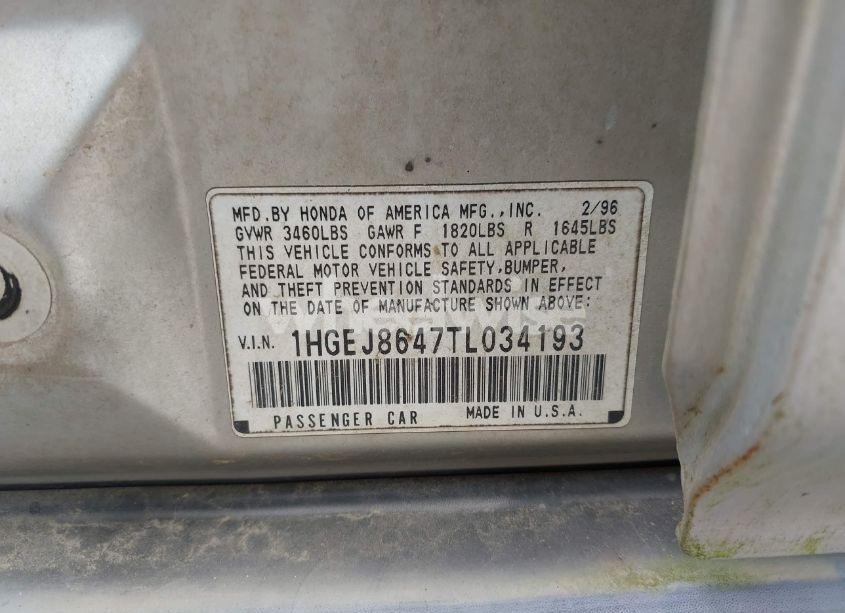 MFD.BY HONDA OF AMERICA MFG.,INC. 2/96
GVWR 3460LBS GAWR F 1820LBS R 1645LBS
THIS VEHICLE CONFORMS TO ALL APPLICABLE
FEDERAL MOTOR VEHICLE SAFETY,BUMPER,
AND THEFT PREVENTION STANDARDS IN EFFECT
ON THE DATE OF MANUFACTURE SHOWN ABOVE:
V.I.N. 1HGEJ8647TL034193
PASSENGER CAR MADE IN U.S.A.